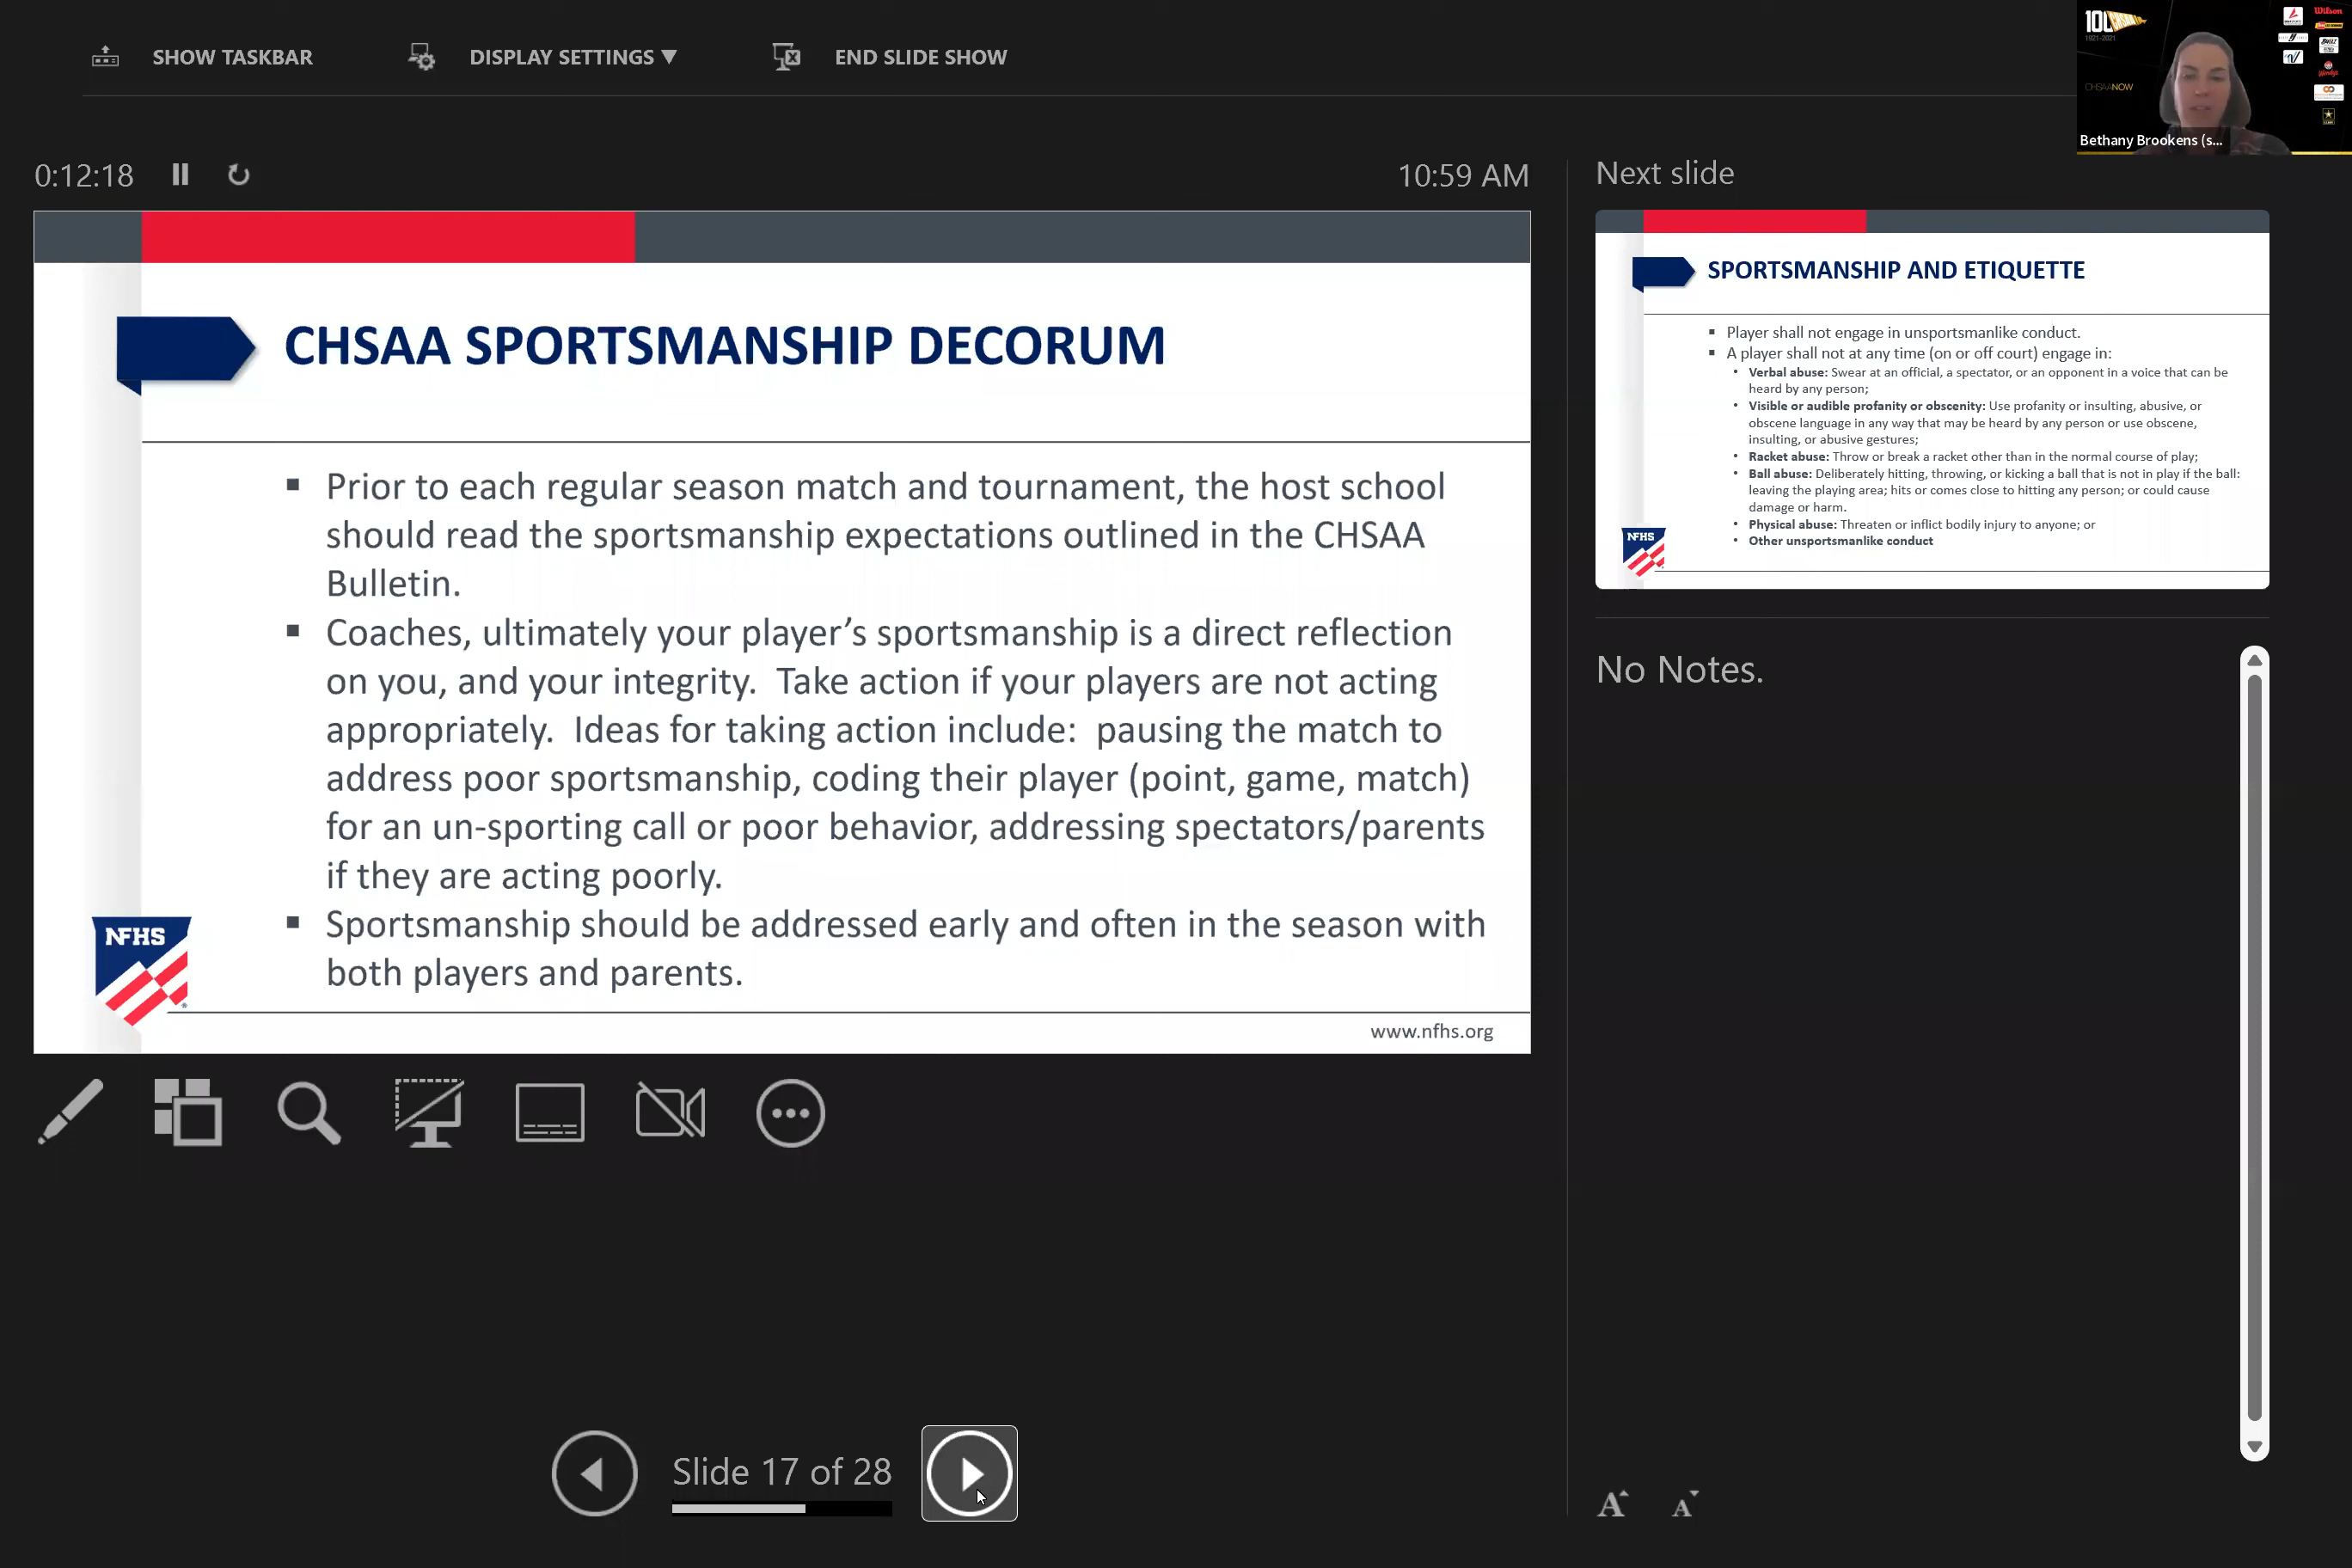 SHOW TASKBAR
DISPLAY SETTINGS ▼
END SLIDE SHOW
0:12:18
10:59 AM
CHSAA SPORTSMANSHIP DECORUM
▪ Prior to each regular season match and tournament, the host school
should read the sportsmanship expectations outlined in the CHSAA
Bulletin.
▪ Coaches, ultimately your player’s sportsmanship is a direct reflection
on you, and your integrity.  Take action if your players are not acting
appropriately.  Ideas for taking action include:  pausing the match to
address poor sportsmanship, coding their player (point, game, match)
for an un-sporting call or poor behavior, addressing spectators/parents
if they are acting poorly.
▪ Sportsmanship should be addressed early and often in the season with
both players and parents.
NFHS
www.nfhs.org
Slide 17 of 28
1921-2021
CHSAANOW
Wilson
Wendy's
Bethany Brookens (s...
Next slide
SPORTSMANSHIP AND ETIQUETTE
▪ Player shall not engage in unsportsmanlike conduct.
▪ A player shall not at any time (on or off court) engage in:
• Verbal abuse: Swear at an official, a spectator, or an opponent in a voice that can be
heard by any person;
• Visible or audible profanity or obscenity: Use profanity or insulting, abusive, or
obscene language in any way that may be heard by any person or use obscene,
insulting, or abusive gestures;
• Racket abuse: Throw or break a racket other than in the normal course of play;
• Ball abuse: Deliberately hitting, throwing, or kicking a ball that is not in play if the ball:
leaving the playing area; hits or comes close to hitting any person; or could cause
damage or harm.
• Physical abuse: Threaten or inflict bodily injury to anyone; or
• Other unsportsmanlike conduct
NFHS
No Notes.
A A